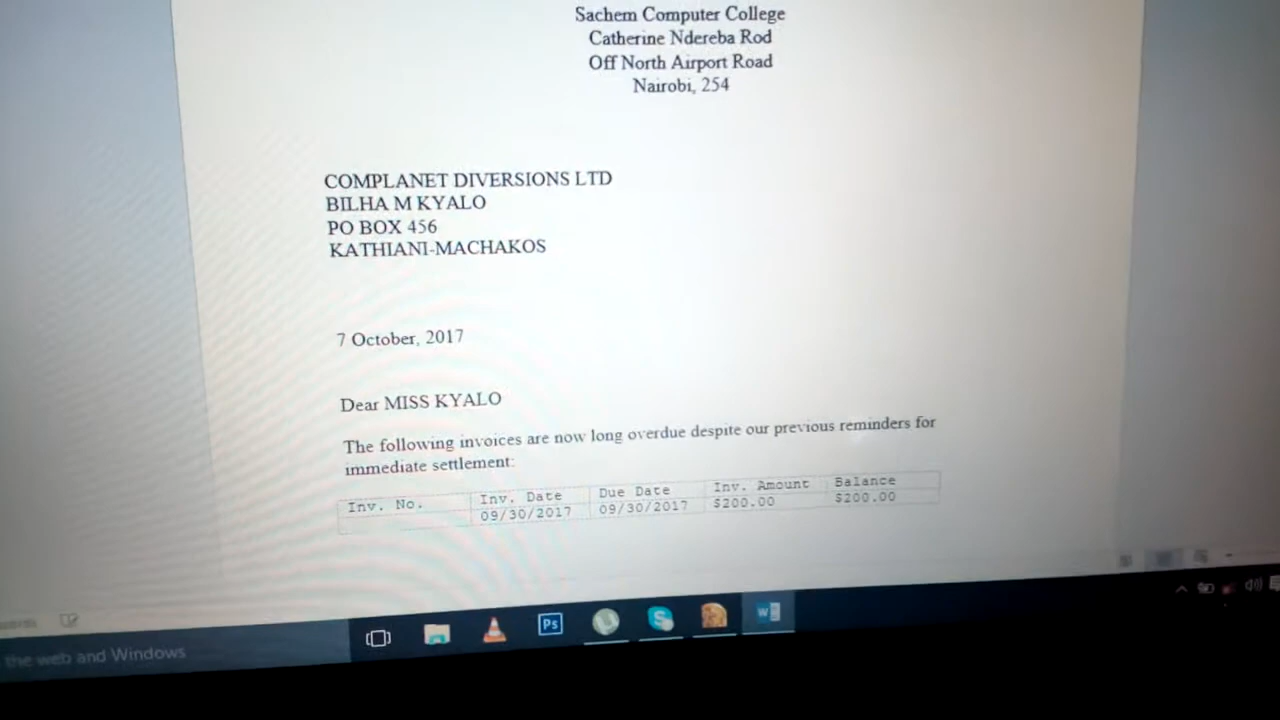 Sachem Computer College
Catherine Ndereba Rod
Off North Airport Road
Nairobi, 254
COMPLANET DIVERSIONS LTD
BILHA M KYALO
PO BOX 456
KATHIANI-MACHAKOS
7 October, 2017
Dear MISS KYALO
The following invoices are now long overdue despite our previous reminders for
immediate settlement:
Inv. No. Inv. Date Due Date Inv. Amount Balance
09/30/2017 09/30/2017 $200.00 $200.00
Ps
W
the web and Windows